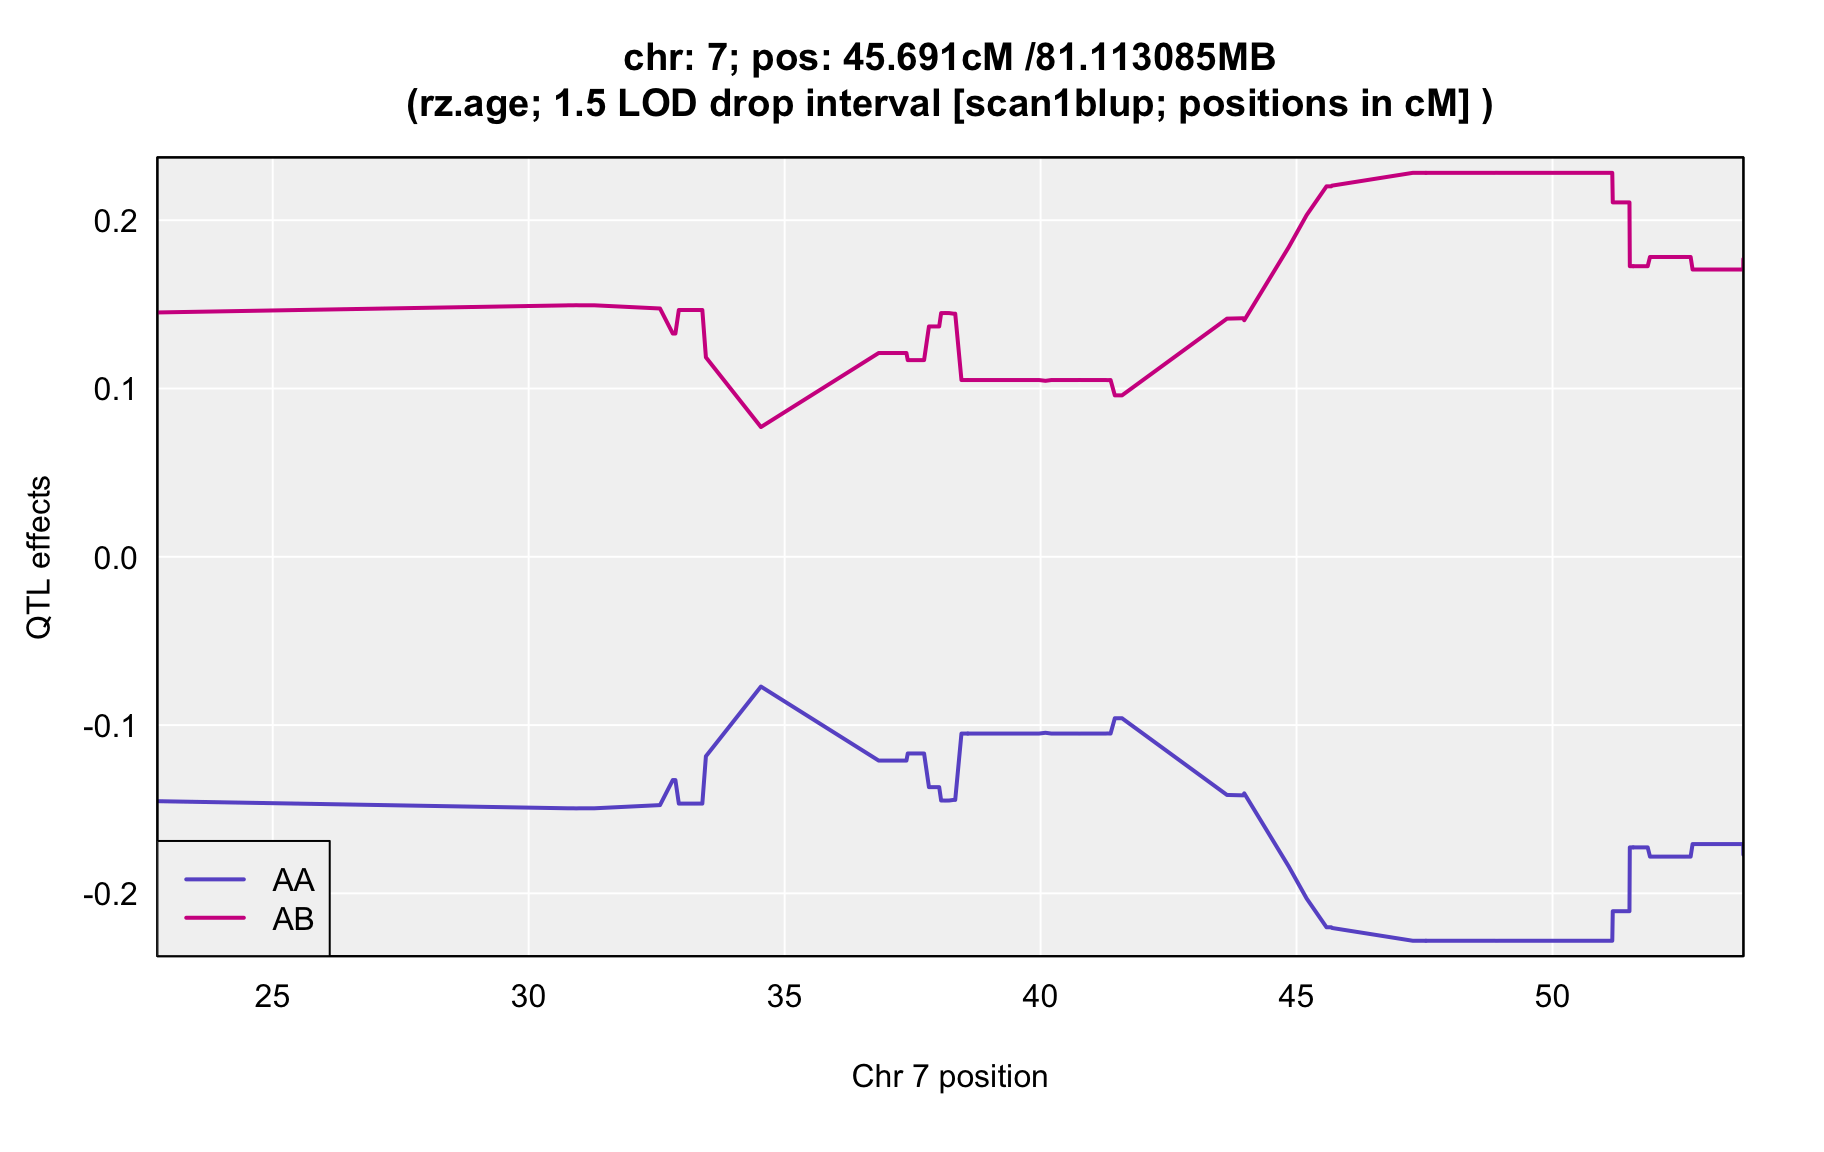 chr: 7; pos: 45.691cM /81.113085MB
(rz.age; 1.5 LOD drop interval [scan1blup; positions in cM] )
QTL effects
0.2
0.1
0.0
-0.1
-0.2
AA
AB
25 30 35 40 45 50
Chr 7 position